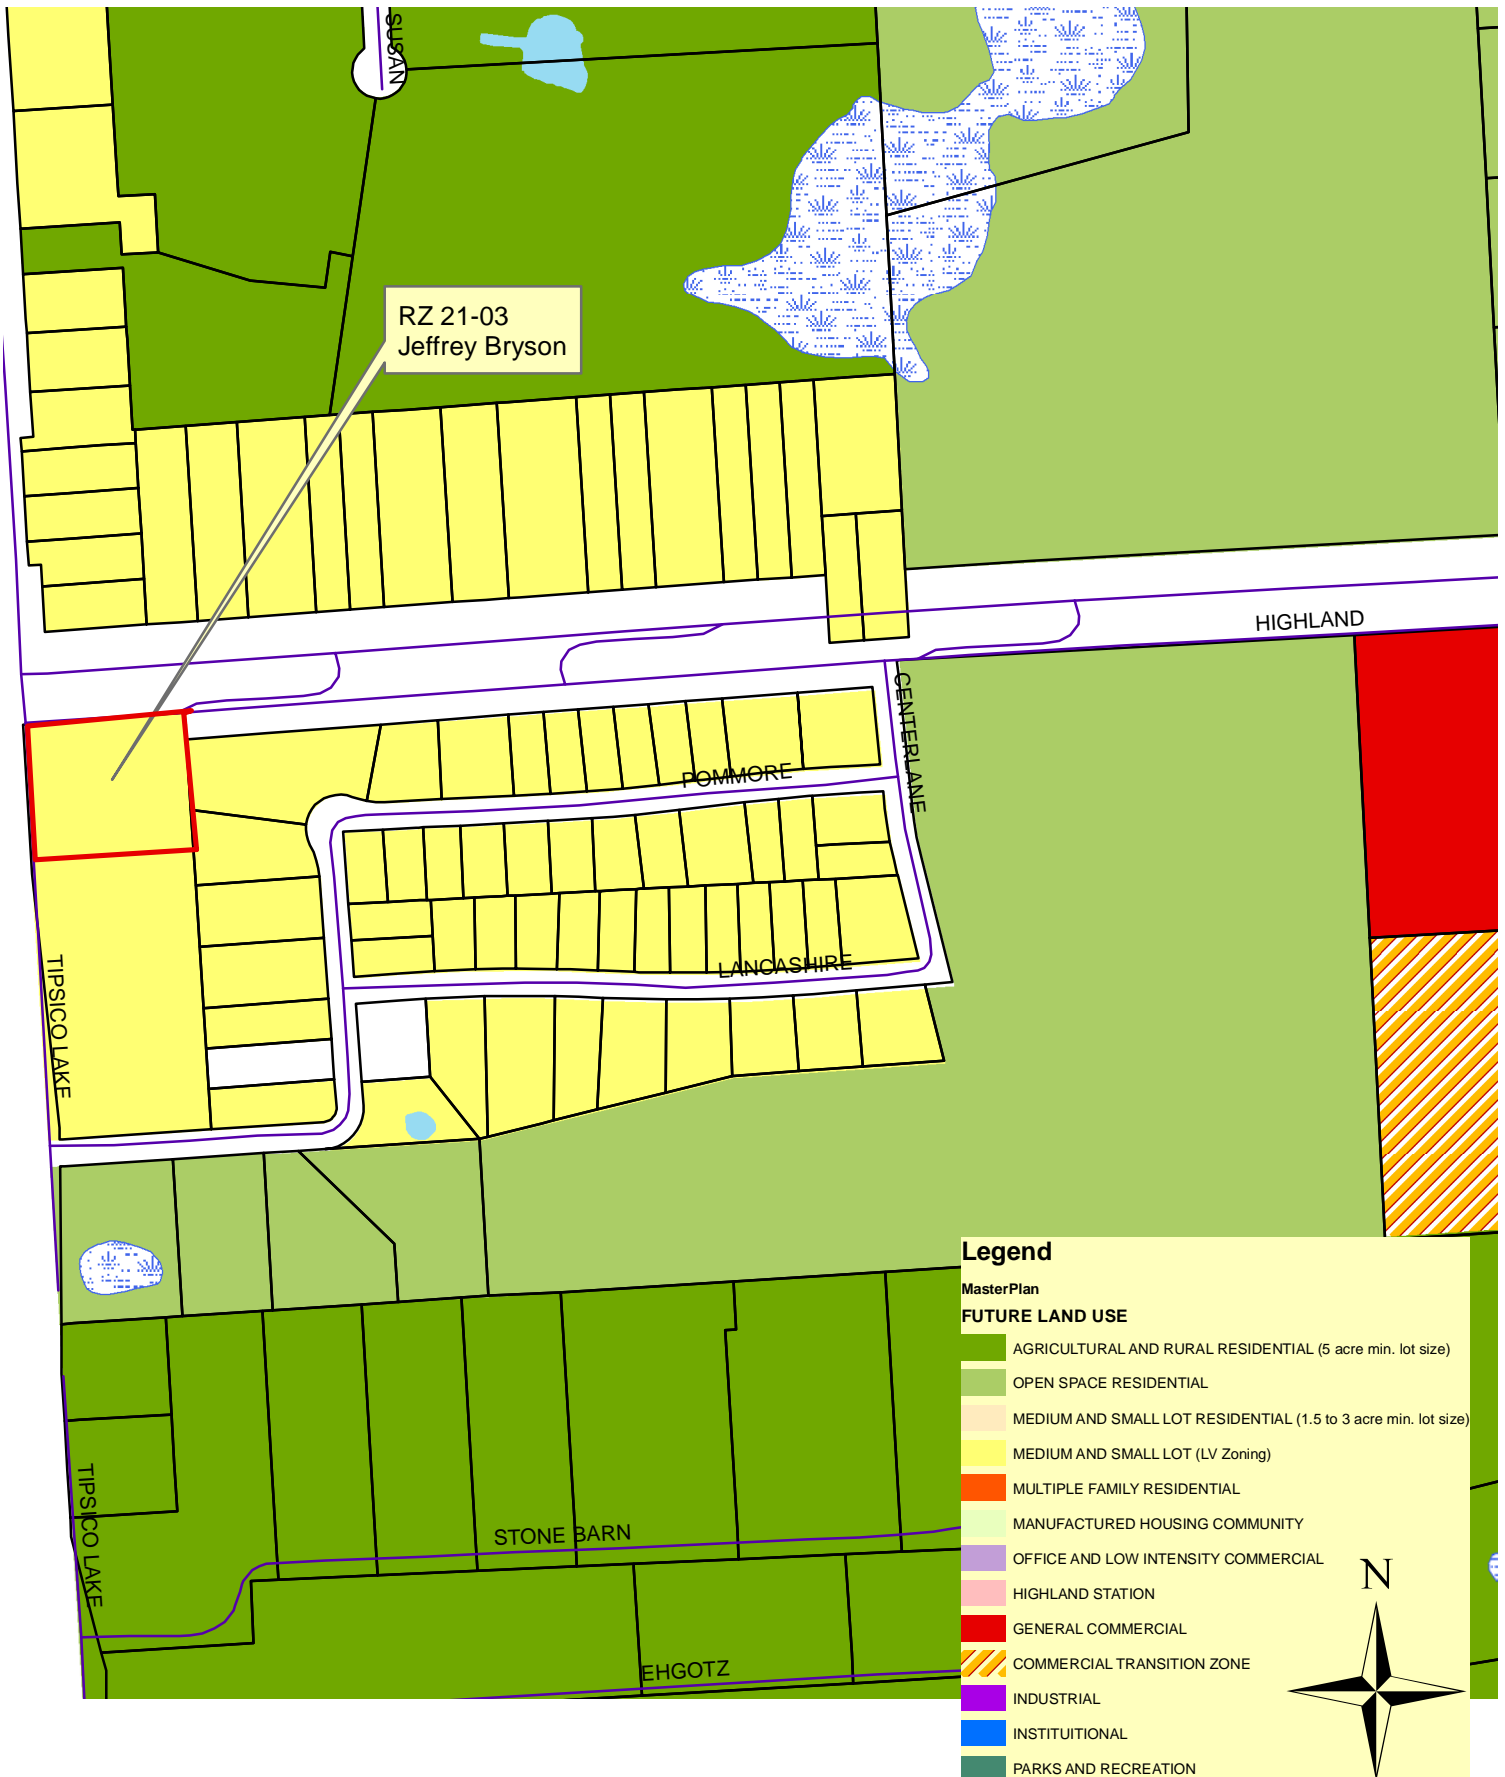 SUSAN
RZ 21-03
Jeffrey Bryson
HIGHLAND
CENTERLANE
POMMORE
LANCASHIRE
TIPSICO LAKE
TIPSICO LAKE
STONE BARN
EHGOTZ
Legend
MasterPlan
FUTURE LAND USE
AGRICULTURAL AND RURAL RESIDENTIAL (5 acre min. lot size)
OPEN SPACE RESIDENTIAL
MEDIUM AND SMALL LOT RESIDENTIAL (1.5 to 3 acre min. lot size)
MEDIUM AND SMALL LOT (LV Zoning)
MULTIPLE FAMILY RESIDENTIAL
MANUFACTURED HOUSING COMMUNITY
OFFICE AND LOW INTENSITY COMMERCIAL
HIGHLAND STATION
GENERAL COMMERCIAL
COMMERCIAL TRANSITION ZONE
INDUSTRIAL
INSTITUITIONAL
PARKS AND RECREATION
N